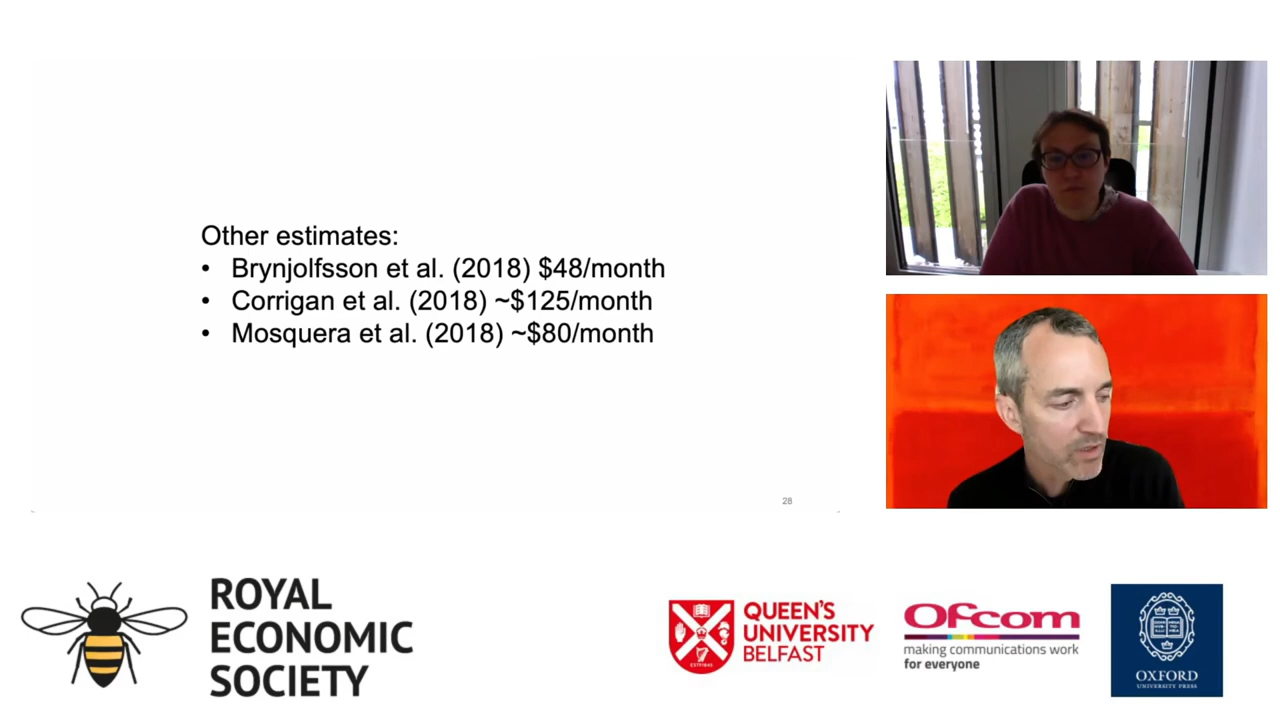 Other estimates:
• Brynjolfsson et al. (2018) $48/month
• Corrigan et al. (2018) ~$125/month
• Mosquera et al. (2018) ~$80/month
28
ROYAL
ECONOMIC
SOCIETY
QUEEN'S
UNIVERSITY
BELFAST
ESTD1845
Ofcom
making communications work
for everyone
OXFORD
UNIVERSITY PRESS